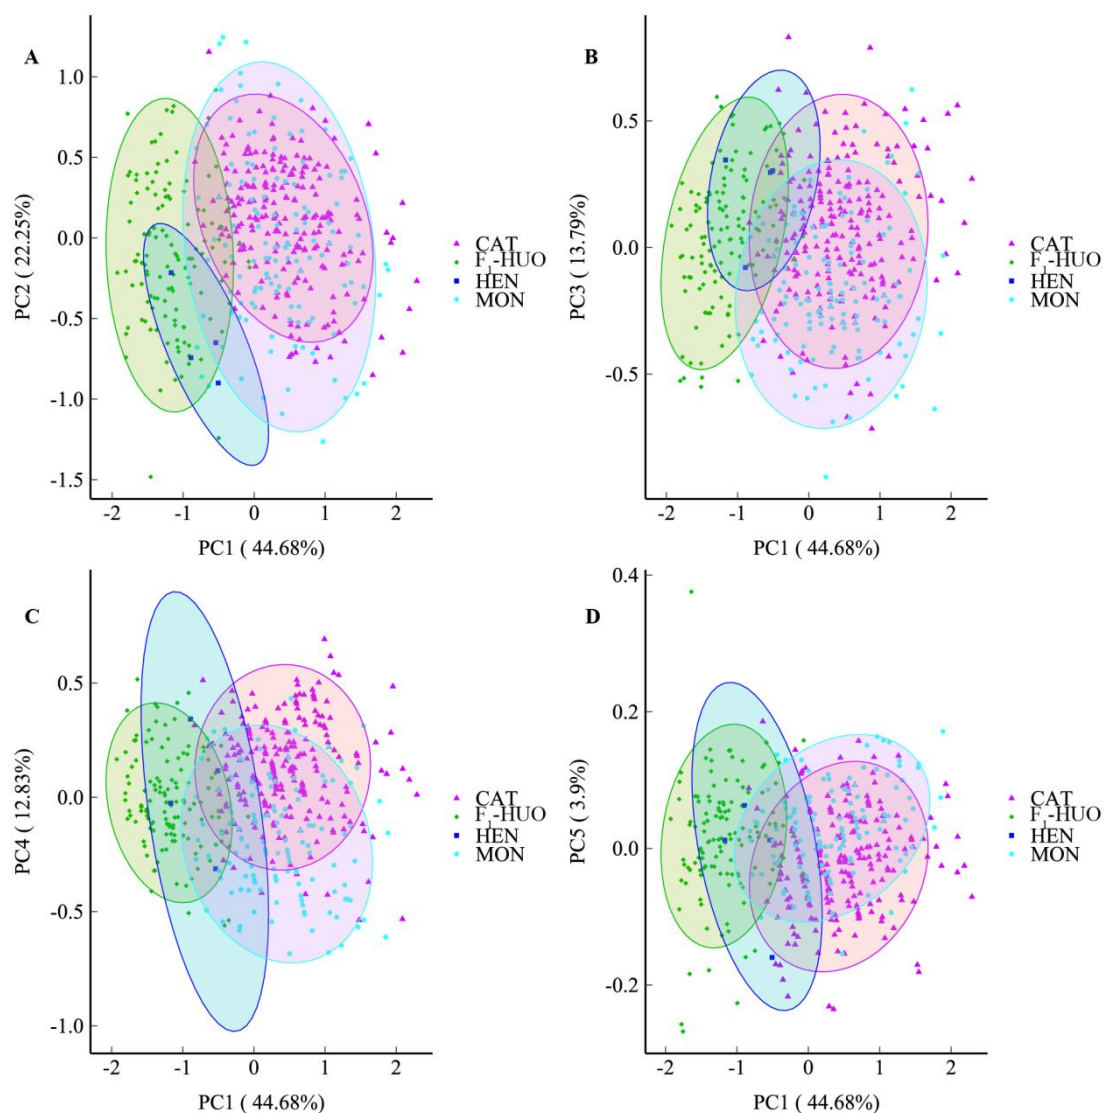 A
PC2 ( 22.25%)
1.0
0.5
0.0
-0.5
-1.0
-1.5
-2 -1 0 1 2
PC1 ( 44.68%)
CAT
F₁-HUO
HEN
MON
B
PC3 ( 13.79%)
0.5
0.0
-0.5
-2 -1 0 1 2
PC1 ( 44.68%)
CAT
F₁-HUO
HEN
MON
C
PC4 ( 12.83%)
0.5
0.0
-0.5
-1.0
-2 -1 0 1 2
PC1 ( 44.68%)
CAT
F₁-HUO
HEN
MON
D
PC5 ( 3.9%)
0.4
0.2
0.0
-0.2
-2 -1 0 1 2
PC1 ( 44.68%)
CAT
F₁-HUO
HEN
MON